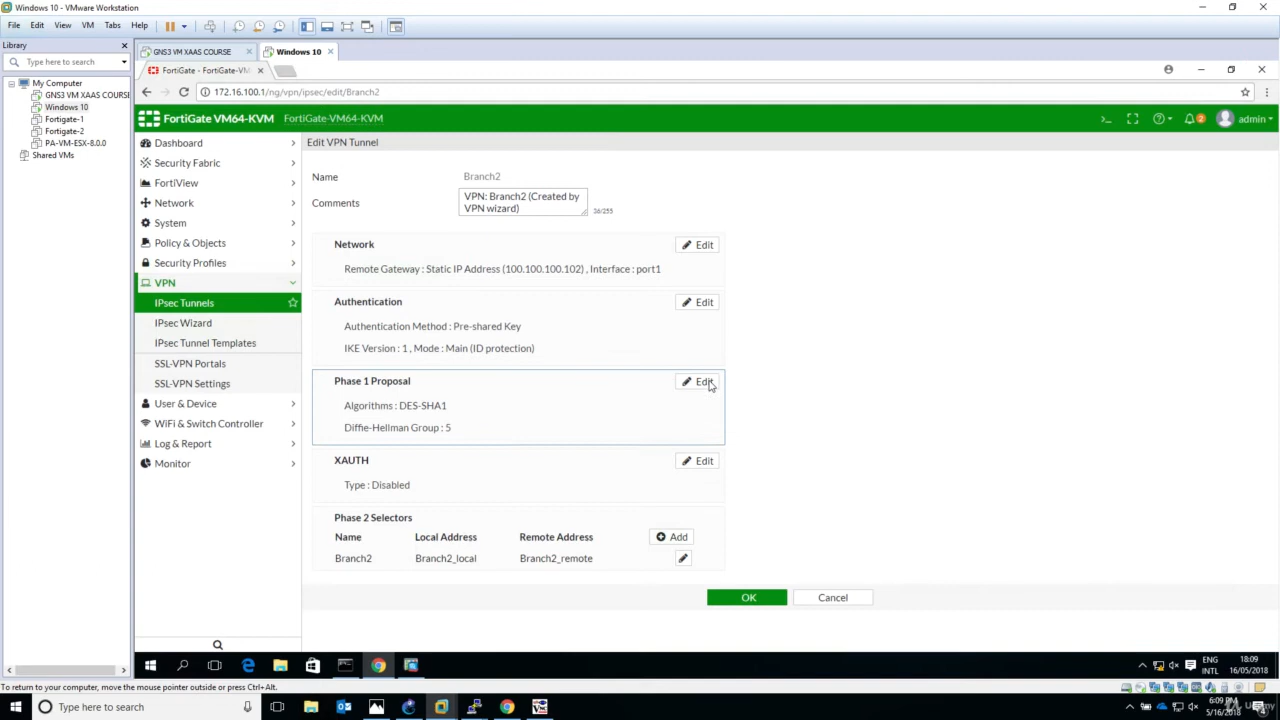 Windows 10 - VMware Workstation
File Edit View VM Tabs Help
Library
Type here to search
My Computer
GNS3 VM XAAS COURSE
Windows 10
Fortigate-1
Fortigate-2
PA-VM-ESX-8.0.0
Shared VMs
GNS3 VM XAAS COURSE
Windows 10
FortiGate - FortiGate-VM
172.16.100.1/ng/vpn/ipsec/edit/Branch2
FortiGate VM64-KVM FortiGate-VM64-KVM
2 admin
Dashboard
Security Fabric
FortiView
Network
System
Policy & Objects
Security Profiles
VPN
IPsec Tunnels
IPsec Wizard
IPsec Tunnel Templates
SSL-VPN Portals
SSL-VPN Settings
User & Device
WiFi & Switch Controller
Log & Report
Monitor
Edit VPN Tunnel
Name Branch2
Comments VPN: Branch2 (Created by
VPN wizard)
36/255
Network Edit
Remote Gateway : Static IP Address (100.100.100.102) , Interface : port1
Authentication Edit
Authentication Method : Pre-shared Key
IKE Version : 1 , Mode : Main (ID protection)
Phase 1 Proposal Edit
Algorithms : DES-SHA1
Diffie-Hellman Group : 5
XAUTH Edit
Type : Disabled
Phase 2 Selectors
Name Local Address Remote Address Add
Branch2 Branch2_local Branch2_remote
OK Cancel
ENG
INTL
18:09
16/05/2018
To return to your computer, move the mouse pointer outside or press Ctrl+Alt.
Type here to search
6:09 PM
5/16/2018
Udemy